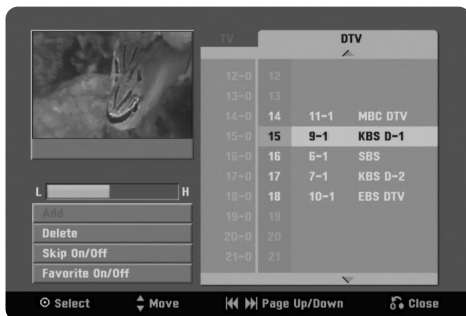 TV DTV
12-0 12
13-0 13
14-0 14 11-1 MBC DTV
15-0 15 9-1 KBS D-1
16-0 16 6-1 SBS
17-0 17 7-1 KBS D-2
18-0 18 10-1 EBS DTV
19-0 19
20-0 20
21-0 21
L H
Add
Delete
Skip On/Off
Favorite On/Off
Select Move Page Up/Down Close